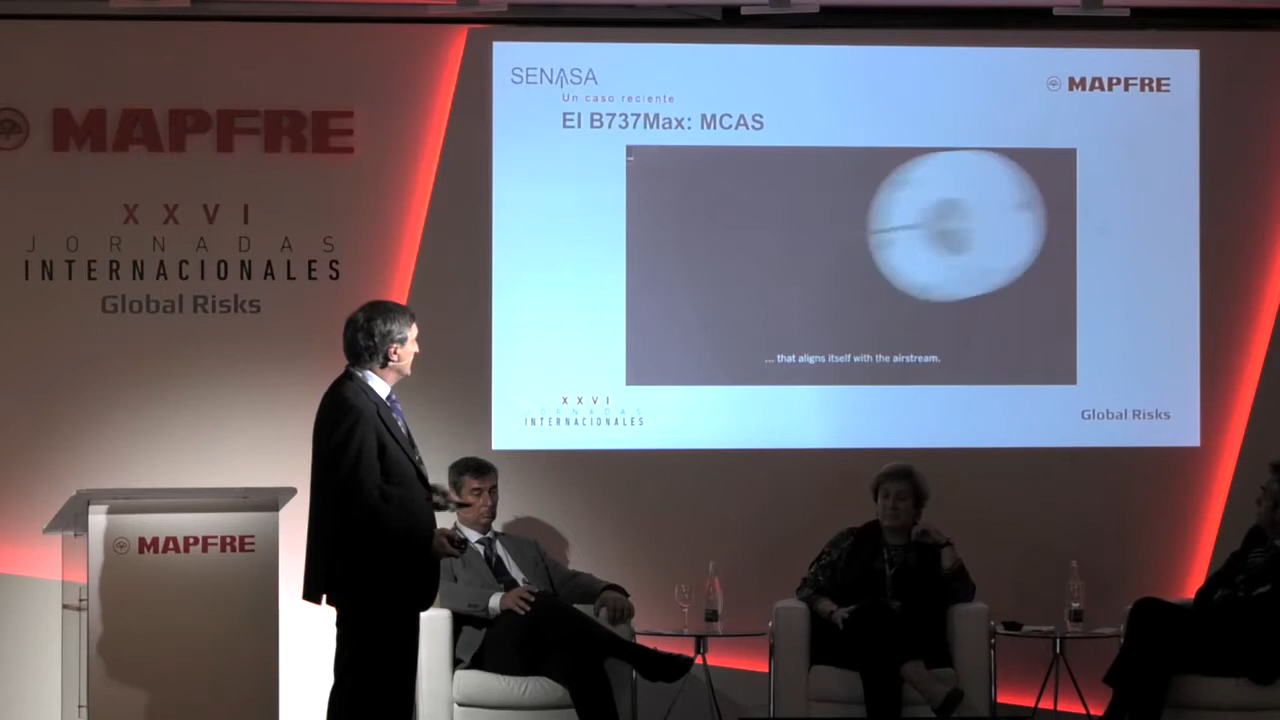 MAPFRE
XXVI
JORNADAS
INTERNACIONALES
Global Risks
SENASA
MAPFRE
Un caso reciente
El B737Max: MCAS
... that aligns itself with the airstream.
XXVI
JORNADAS
INTERNACIONALES
Global Risks
MAPFRE